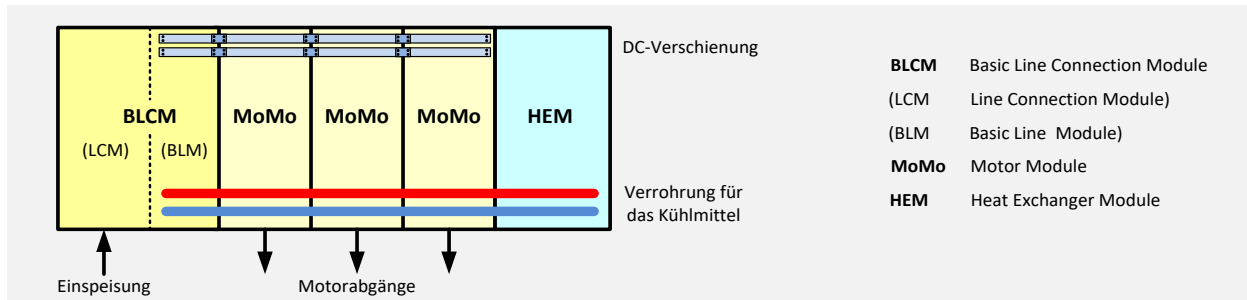 DC-Verschienung
BLCM MoMo MoMo MoMo HEM
(LCM) (BLM)
Verrohrung für
das Kühlmittel
Einspeisung
Motorabgänge
BLCM Basic Line Connection Module
(LCM Line Connection Module)
(BLM Basic Line Module)
MoMo Motor Module
HEM Heat Exchanger Module